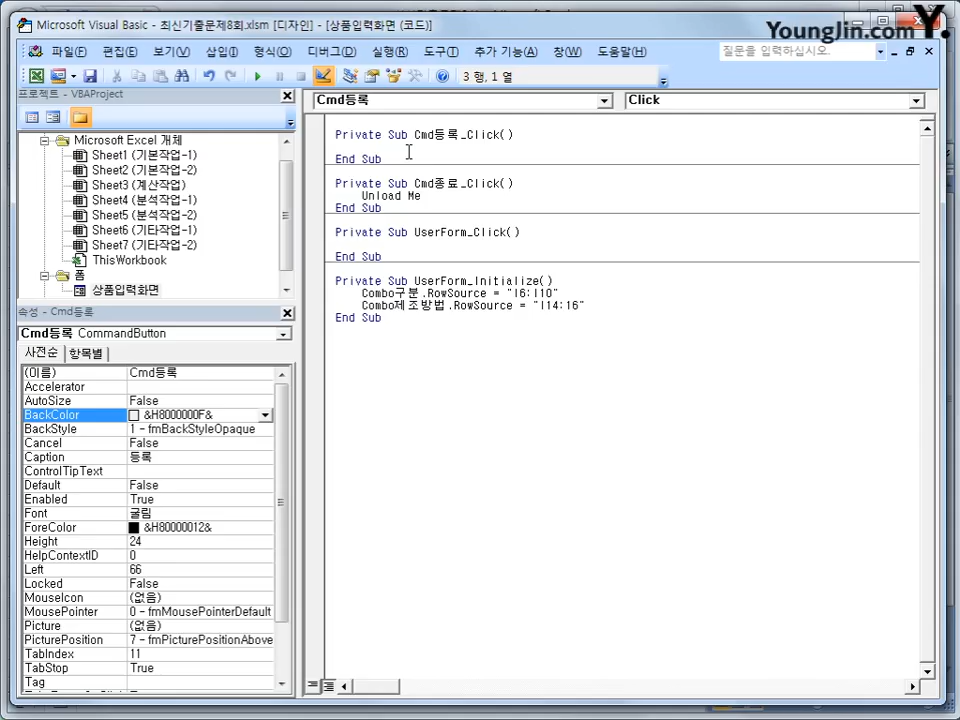 Microsoft Visual Basic - 최신기출문제8회.xlsm [디자인] - [상품입력화면 (코드)]
Younglin.com Y.
파일(F) 편집(E) 보기(V) 삽입(I) 형식(O) 디버그(D) 실행(R) 도구(T) 추가 기능(A) 창(W) 도움말(H) 질문을 입력하십시오.
3 행, 1 열
프로젝트 - VBAProject
Microsoft Excel 개체
Sheet1 (기본작업-1)
Sheet2 (기본작업-2)
Sheet3 (계산작업)
Sheet4 (분석작업-1)
Sheet5 (분석작업-2)
Sheet6 (기타작업-1)
Sheet7 (기타작업-2)
ThisWorkbook
폼
상품입력화면
속성 - Cmd등록
Cmd등록 CommandButton
사전순 항목별
(이름) Cmd등록
Accelerator
AutoSize False
BackColor &H8000000F&
BackStyle 1 - fmBackStyleOpaque
Cancel False
Caption 등록
ControlTipText
Default False
Enabled True
Font 굴림
ForeColor &H80000012&
Height 24
HelpContextID 0
Left 66
Locked False
MouseIcon (없음)
MousePointer 0 - fmMousePointerDefault
Picture (없음)
PicturePosition 7 - fmPicturePositionAbove
TabIndex 11
TabStop True
Tag
Cmd등록 Click
Private Sub Cmd등록_Click()
End Sub
Private Sub Cmd종료_Click()
Unload Me
End Sub
Private Sub UserForm_Click()
End Sub
Private Sub UserForm_Initialize()
Combo구분.RowSource = "I6:I10"
Combo제조방법.RowSource = "I14:16"
End Sub